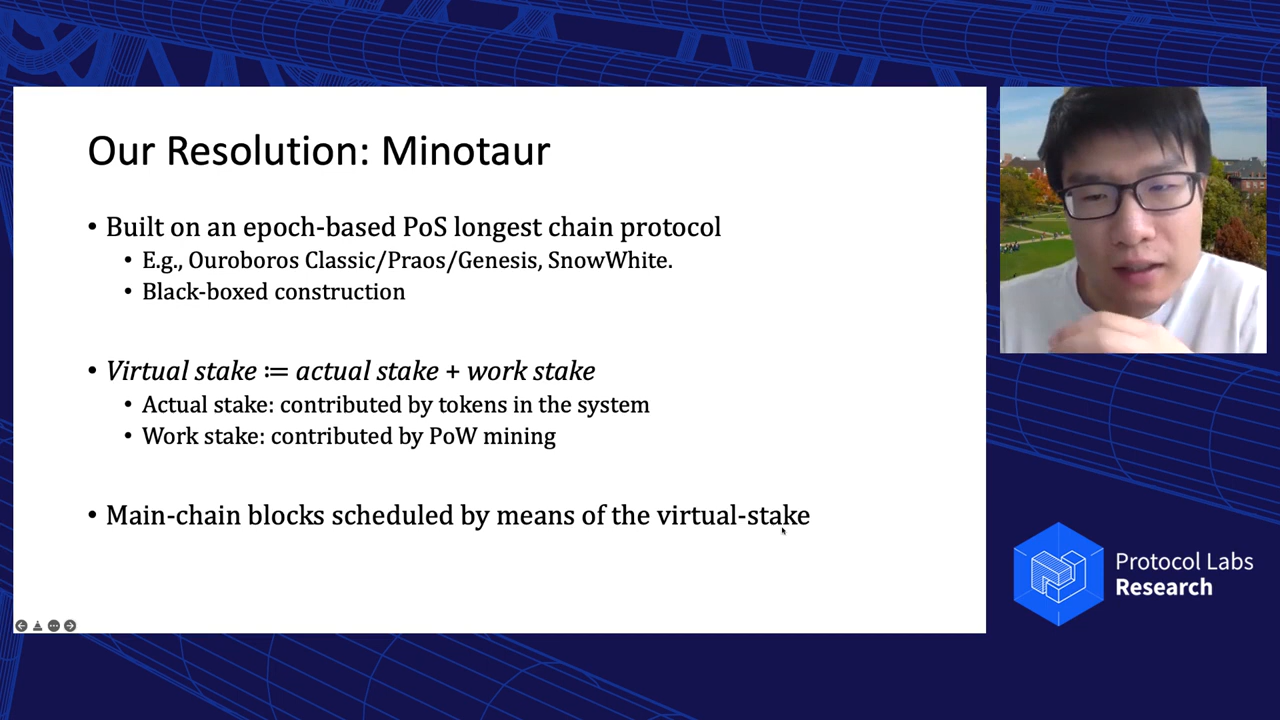 Our Resolution: Minotaur
• Built on an epoch-based PoS longest chain protocol
• E.g., Ouroboros Classic/Praos/Genesis, SnowWhite.
• Black-boxed construction
• Virtual stake ≔ actual stake + work stake
• Actual stake: contributed by tokens in the system
• Work stake: contributed by PoW mining
• Main-chain blocks scheduled by means of the virtual-stake
Protocol Labs
Research